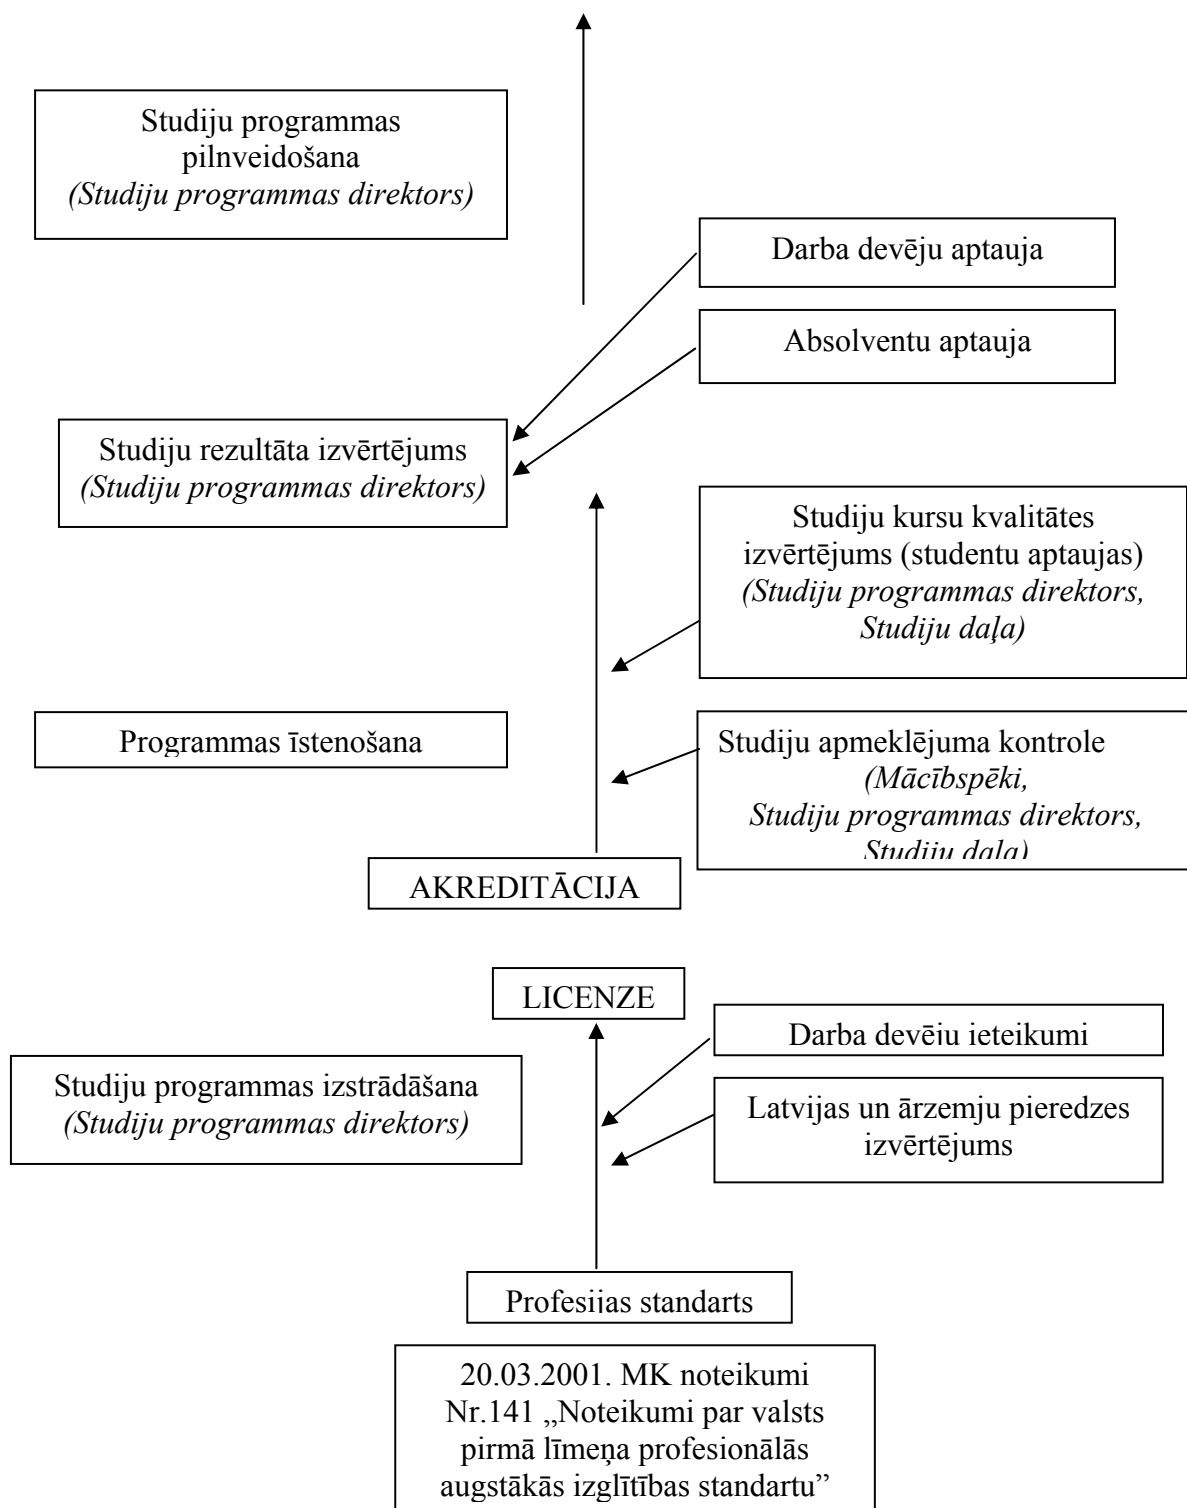 Studiju programmas
pilnveidošana
(Studiju programmas direktors)
Darba devēju aptauja
Absolventu aptauja
Studiju rezultāta izvērtējums
(Studiju programmas direktors)
Studiju kursu kvalitātes
izvērtējums (studentu aptaujas)
(Studiju programmas direktors,
Studiju daļa)
Programmas īstenošana
Studiju apmeklējuma kontrole
(Mācībspēki,
Studiju programmas direktors,
Studiju daļa)
AKREDITĀCIJA
LICENZE
Darba devēju ieteikumi
Studiju programmas izstrādāšana
(Studiju programmas direktors)
Latvijas un ārzemju pieredzes
izvērtējums
Profesijas standarts
20.03.2001. MK noteikumi
Nr.141 „Noteikumi par valsts
pirmā līmeņa profesionālās
augstākās izglītības standartu”